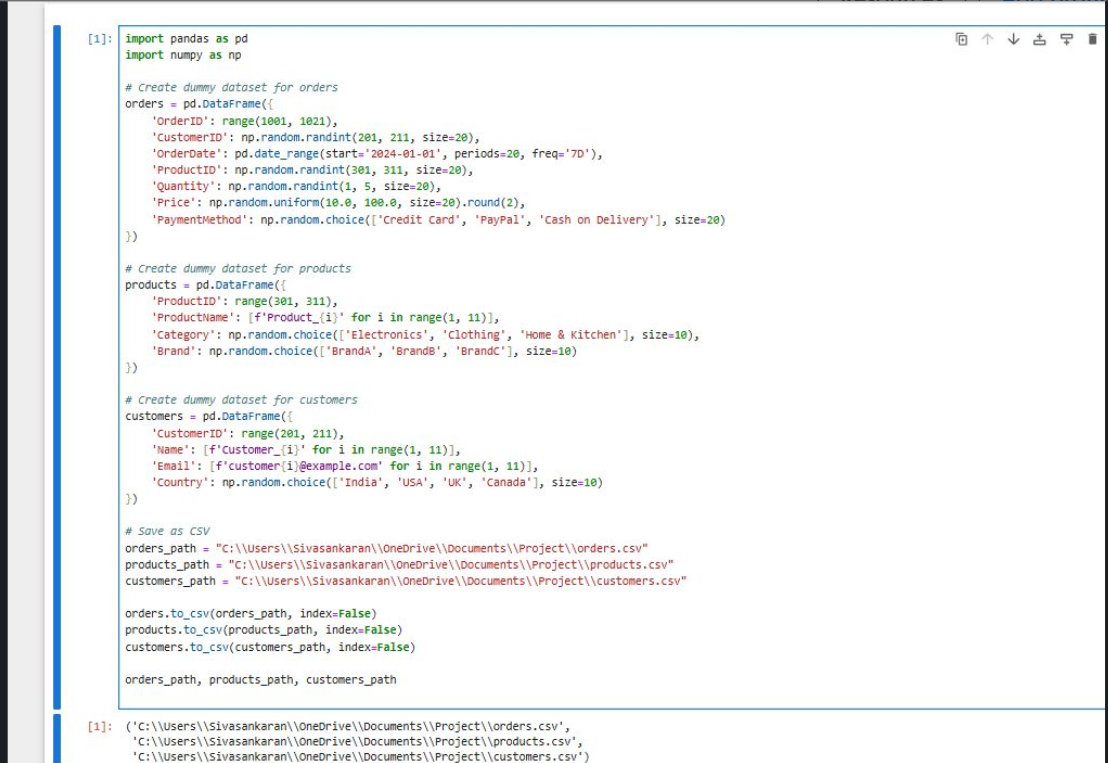 [1]: import pandas as pd
import numpy as np
# Create dummy dataset for orders
orders = pd.DataFrame({
    'OrderID': range(1001, 1021),
    'CustomerID': np.random.randint(201, 211, size=20),
    'OrderDate': pd.date_range(start='2024-01-01', periods=20, freq='7D'),
    'ProductID': np.random.randint(301, 311, size=20),
    'Quantity': np.random.randint(1, 5, size=20),
    'Price': np.random.uniform(10.0, 100.0, size=20).round(2),
    'PaymentMethod': np.random.choice(['Credit Card', 'PayPal', 'Cash on Delivery'], size=20)
})
# Create dummy dataset for products
products = pd.DataFrame({
    'ProductID': range(301, 311),
    'ProductName': [f'Product_{i}' for i in range(1, 11)],
    'Category': np.random.choice(['Electronics', 'Clothing', 'Home & Kitchen'], size=10),
    'Brand': np.random.choice(['BrandA', 'BrandB', 'BrandC'], size=10)
})
# Create dummy dataset for customers
customers = pd.DataFrame({
    'CustomerID': range(201, 211),
    'Name': [f'Customer_{i}' for i in range(1, 11)],
    'Email': [f'customer{i}@example.com' for i in range(1, 11)],
    'Country': np.random.choice(['India', 'USA', 'UK', 'Canada'], size=10)
})
# Save as CSV
orders_path = "C:\\Users\\Sivasankaran\\OneDrive\\Documents\\Project\\orders.csv"
products_path = "C:\\Users\\Sivasankaran\\OneDrive\\Documents\\Project\\products.csv"
customers_path = "C:\\Users\\Sivasankaran\\OneDrive\\Documents\\Project\\customers.csv"
orders.to_csv(orders_path, index=False)
products.to_csv(products_path, index=False)
customers.to_csv(customers_path, index=False)
orders_path, products_path, customers_path
[1]: ('C:\\Users\\Sivasankaran\\OneDrive\\Documents\\Project\\orders.csv',
 'C:\\Users\\Sivasankaran\\OneDrive\\Documents\\Project\\products.csv',
 'C:\\Users\\Sivasankaran\\OneDrive\\Documents\\Project\\customers.csv')